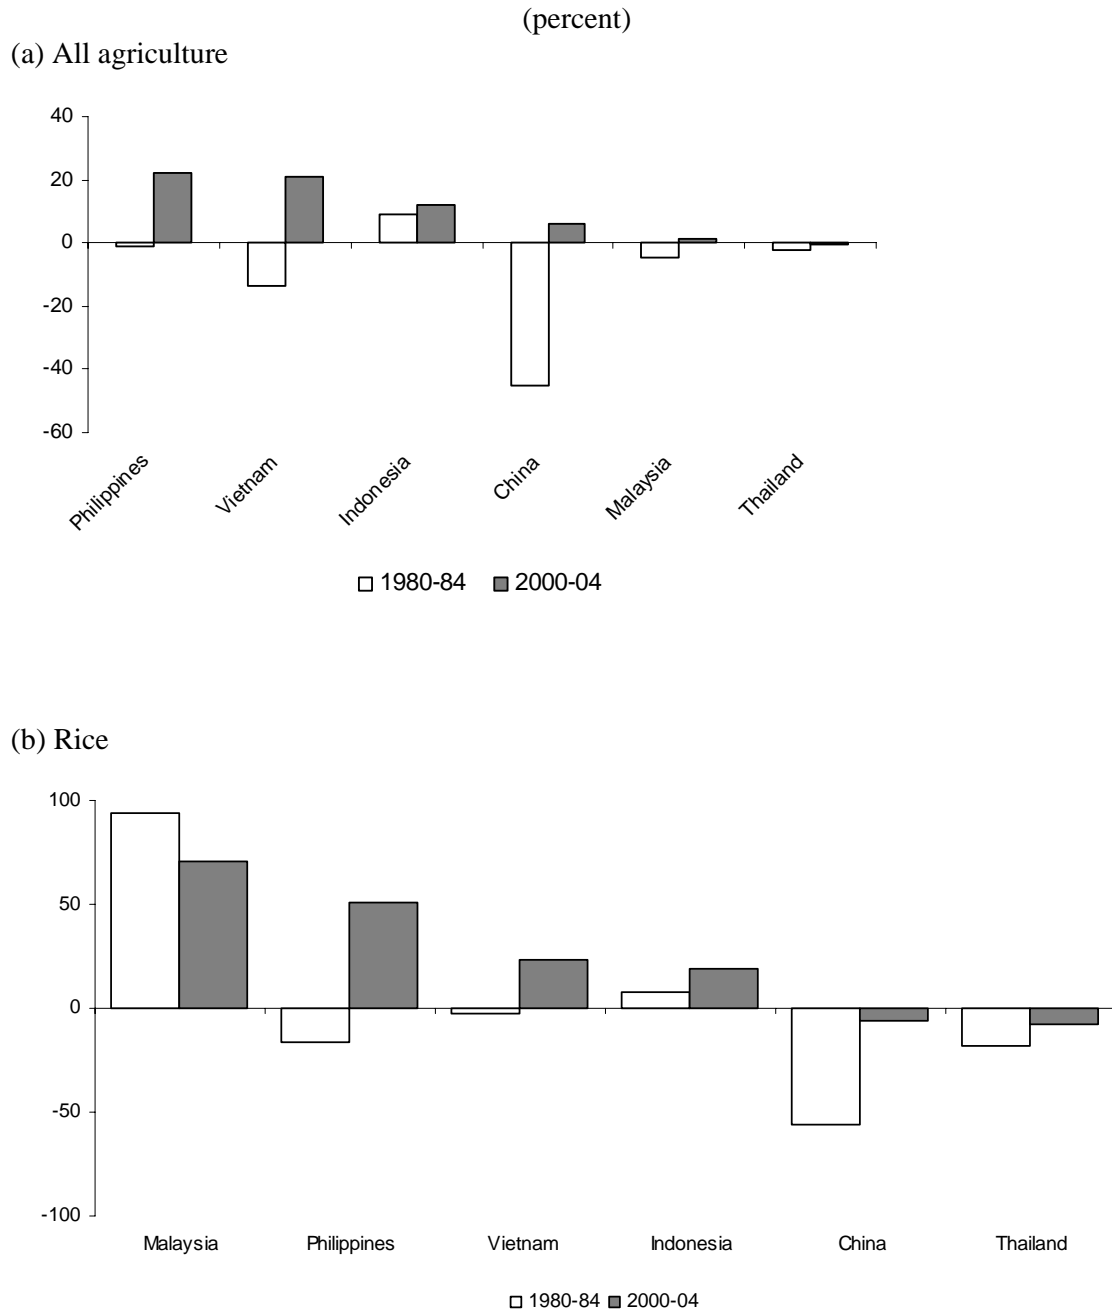 (percent)
(a) All agriculture
40
20
0
-20
-40
-60
Philippines
Vietnam
Indonesia
China
Malaysia
Thailand
1980-84 2000-04
(b) Rice
100
50
0
-50
-100
Malaysia Philippines Vietnam Indonesia China Thailand
1980-84 2000-04